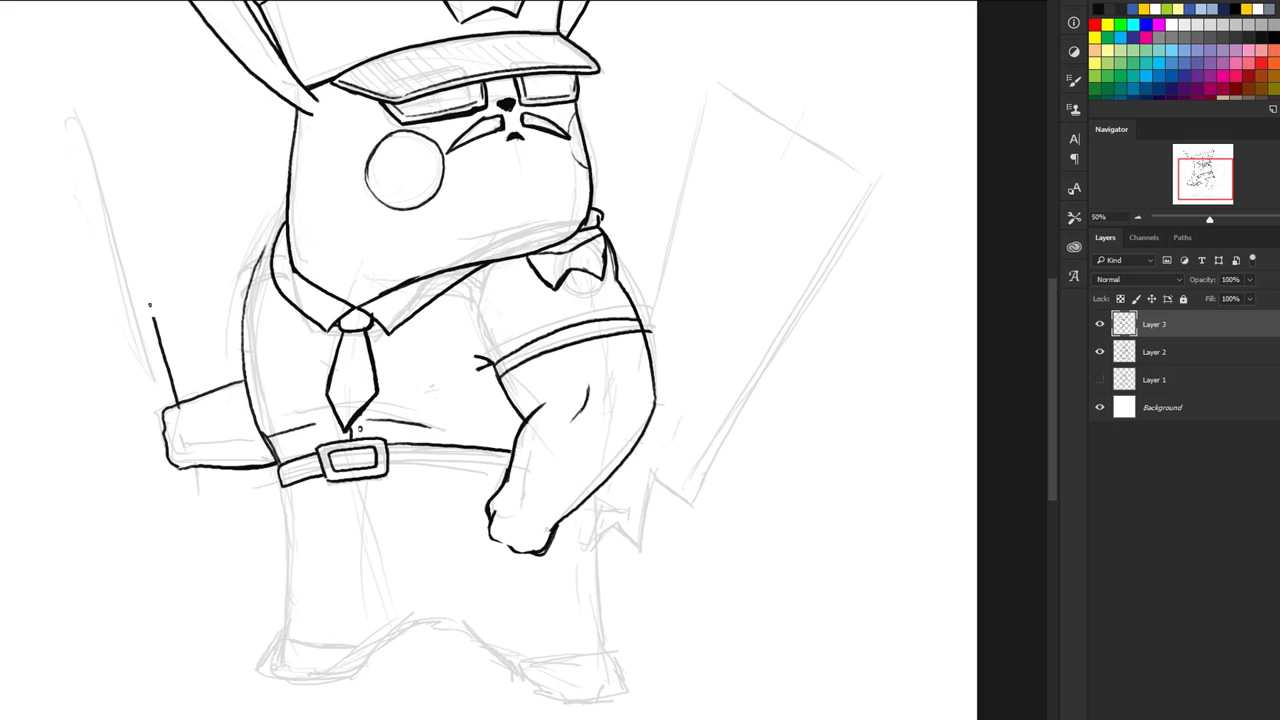 Navigator
50%
Layers Channels Paths
Kind
Normal Opacity: 100%
Lock: Fill: 100%
Layer 3
Layer 2
Layer 1
Background